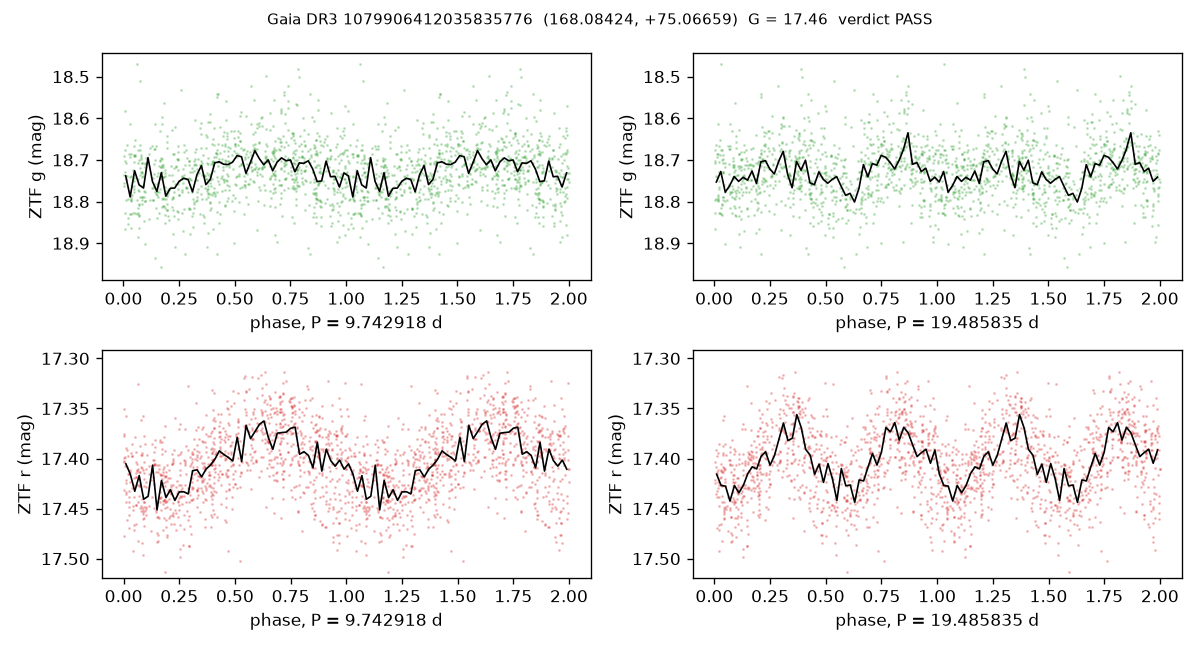 Gaia DR3 1079906412035835776 (168.08424, +75.06659) G = 17.46 verdict PASS
ZTF g (mag)
18.5
18.6
18.7
18.8
18.9
0.00 0.25 0.50 0.75 1.00 1.25 1.50 1.75 2.00
phase, P = 9.742918 d
ZTF g (mag)
18.5
18.6
18.7
18.8
18.9
0.00 0.25 0.50 0.75 1.00 1.25 1.50 1.75 2.00
phase, P = 19.485835 d
ZTF r (mag)
17.30
17.35
17.40
17.45
17.50
0.00 0.25 0.50 0.75 1.00 1.25 1.50 1.75 2.00
phase, P = 9.742918 d
ZTF r (mag)
17.30
17.35
17.40
17.45
17.50
0.00 0.25 0.50 0.75 1.00 1.25 1.50 1.75 2.00
phase, P = 19.485835 d